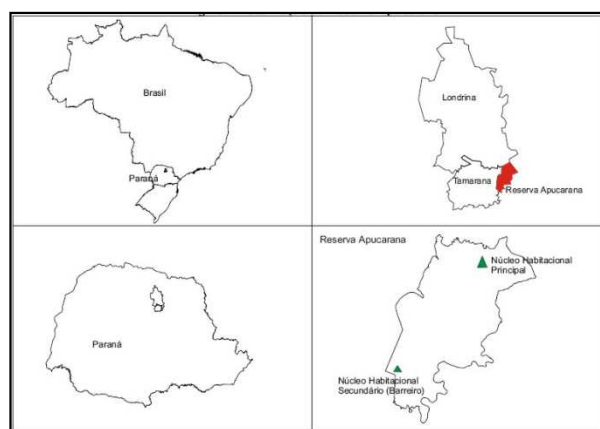 Brasil
Paraná
Londrina
Tamarana
Reserva Apucarana
Paraná
Reserva Apucarana
Núcleo Habitacional
Principal
Núcleo Habitacional
Secundário (Barreiro)